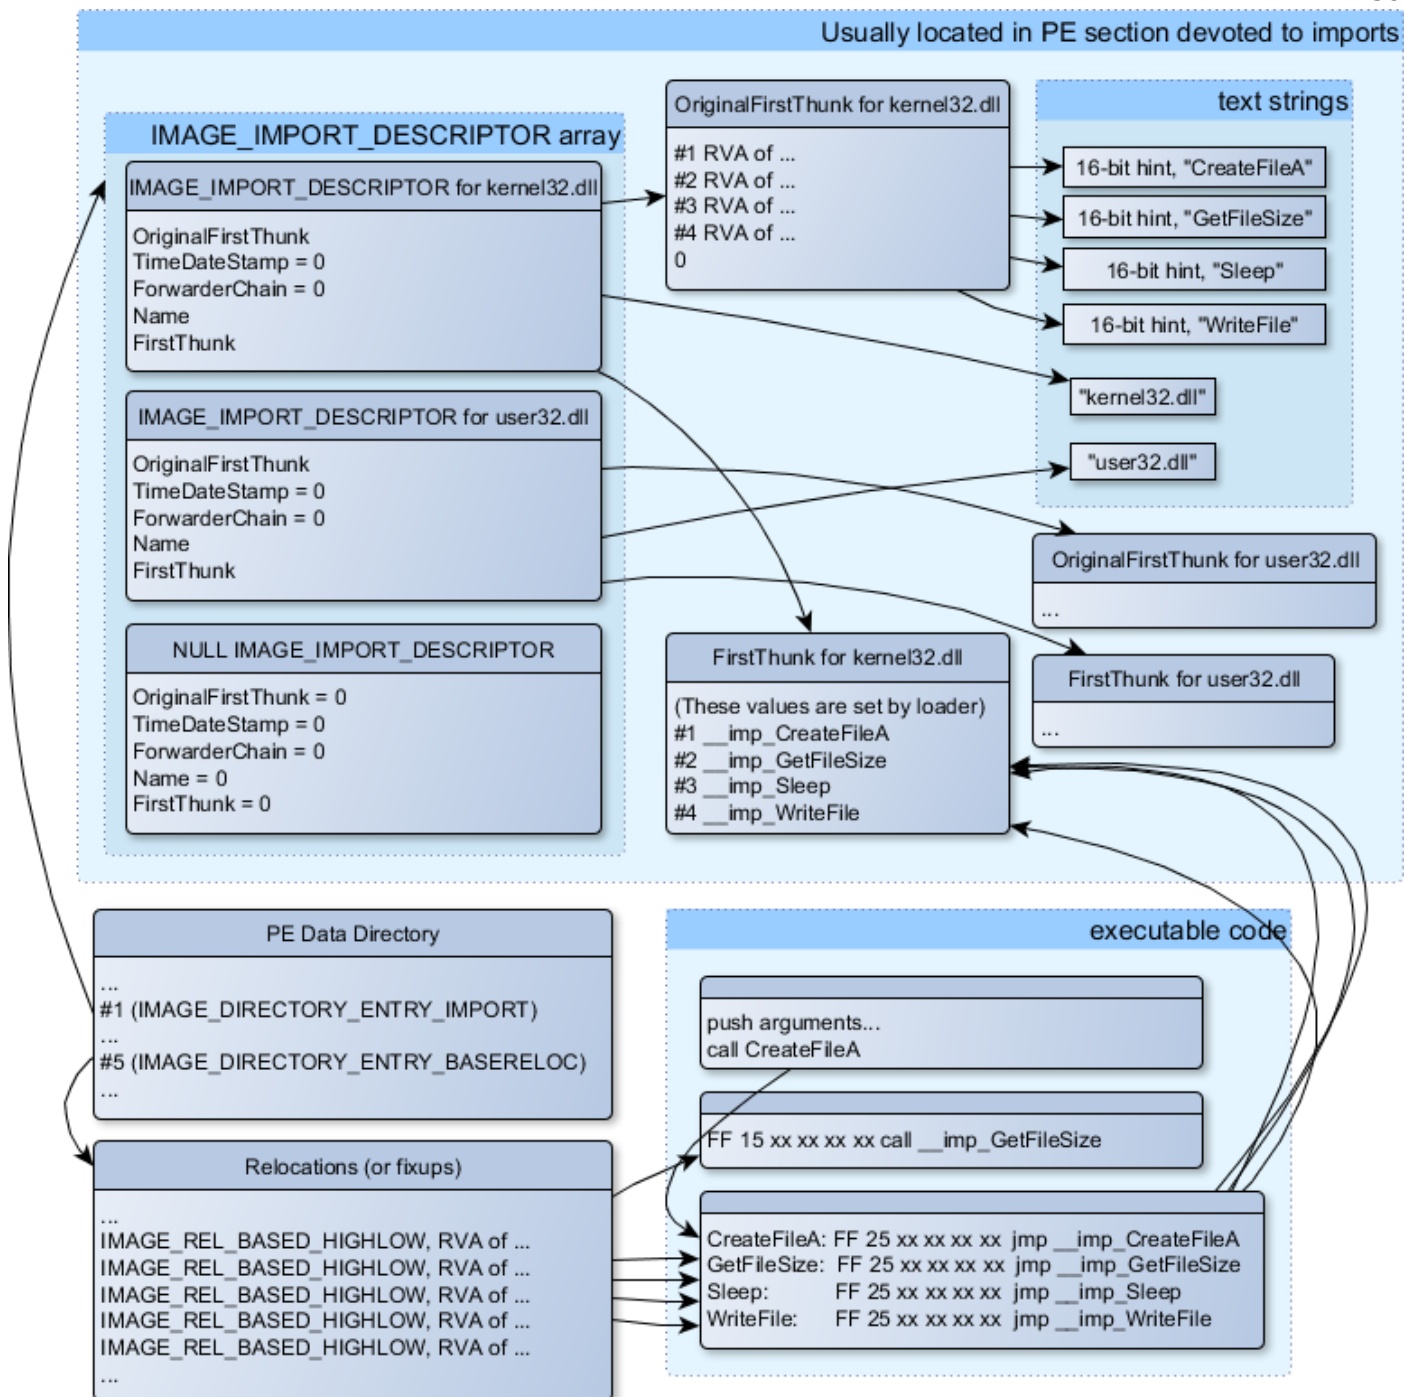 Usually located in PE section devoted to imports
IMAGE_IMPORT_DESCRIPTOR array
IMAGE_IMPORT_DESCRIPTOR for kernel32.dll
OriginalFirstThunk
TimeDateStamp = 0
ForwarderChain = 0
Name
FirstThunk
IMAGE_IMPORT_DESCRIPTOR for user32.dll
OriginalFirstThunk
TimeDateStamp = 0
ForwarderChain = 0
Name
FirstThunk
NULL IMAGE_IMPORT_DESCRIPTOR
OriginalFirstThunk = 0
TimeDateStamp = 0
ForwarderChain = 0
Name = 0
FirstThunk = 0
OriginalFirstThunk for kernel32.dll
#1 RVA of ...
#2 RVA of ...
#3 RVA of ...
#4 RVA of ...
0
text strings
16-bit hint, "CreateFileA"
16-bit hint, "GetFileSize"
16-bit hint, "Sleep"
16-bit hint, "WriteFile"
"kernel32.dll"
"user32.dll"
OriginalFirstThunk for user32.dll
...
FirstThunk for kernel32.dll
(These values are set by loader)
#1 __imp_CreateFileA
#2 __imp_GetFileSize
#3 __imp_Sleep
#4 __imp_WriteFile
FirstThunk for user32.dll
...
PE Data Directory
...
#1 (IMAGE_DIRECTORY_ENTRY_IMPORT)
...
#5 (IMAGE_DIRECTORY_ENTRY_BASERELOC)
...
Relocations (or fixups)
...
IMAGE_REL_BASED_HIGHLOW, RVA of ...
IMAGE_REL_BASED_HIGHLOW, RVA of ...
IMAGE_REL_BASED_HIGHLOW, RVA of ...
IMAGE_REL_BASED_HIGHLOW, RVA of ...
IMAGE_REL_BASED_HIGHLOW, RVA of ...
...
executable code
push arguments...
call CreateFileA
FF 15 xx xx xx xx call __imp_GetFileSize
CreateFileA: FF 25 xx xx xx xx jmp __imp_CreateFileA
GetFileSize: FF 25 xx xx xx xx jmp __imp_GetFileSize
Sleep: FF 25 xx xx xx xx jmp __imp_Sleep
WriteFile: FF 25 xx xx xx xx jmp __imp_WriteFile